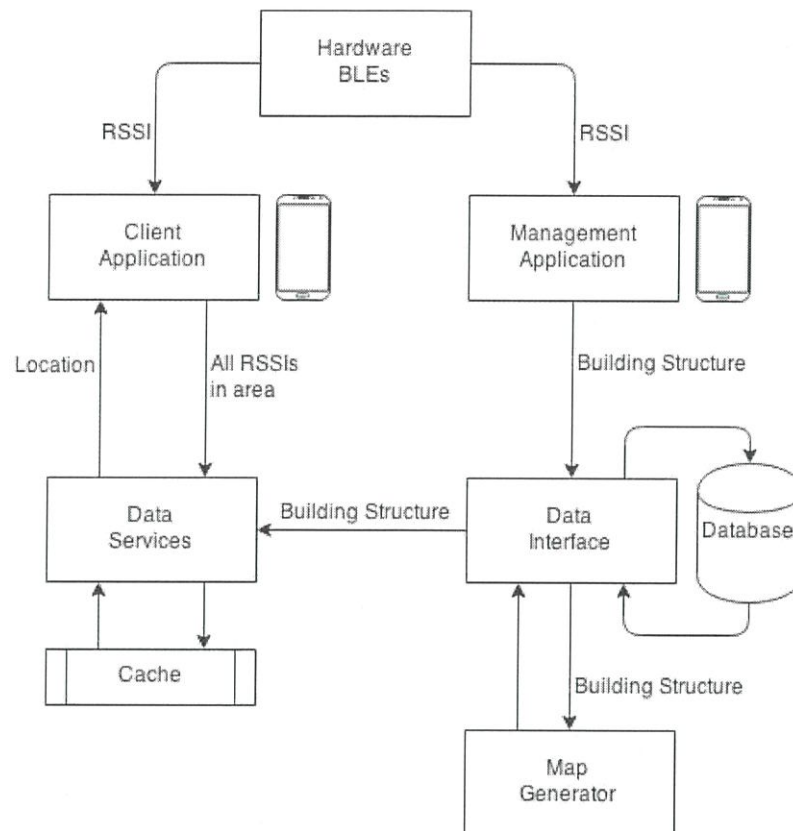 Hardware
BLEs
RSSI
RSSI
Client
Application
Management
Application
Location
All RSSIs
in area
Building Structure
Data
Services
Building Structure
Data
Interface
Database
Cache
Building Structure
Map
Generator